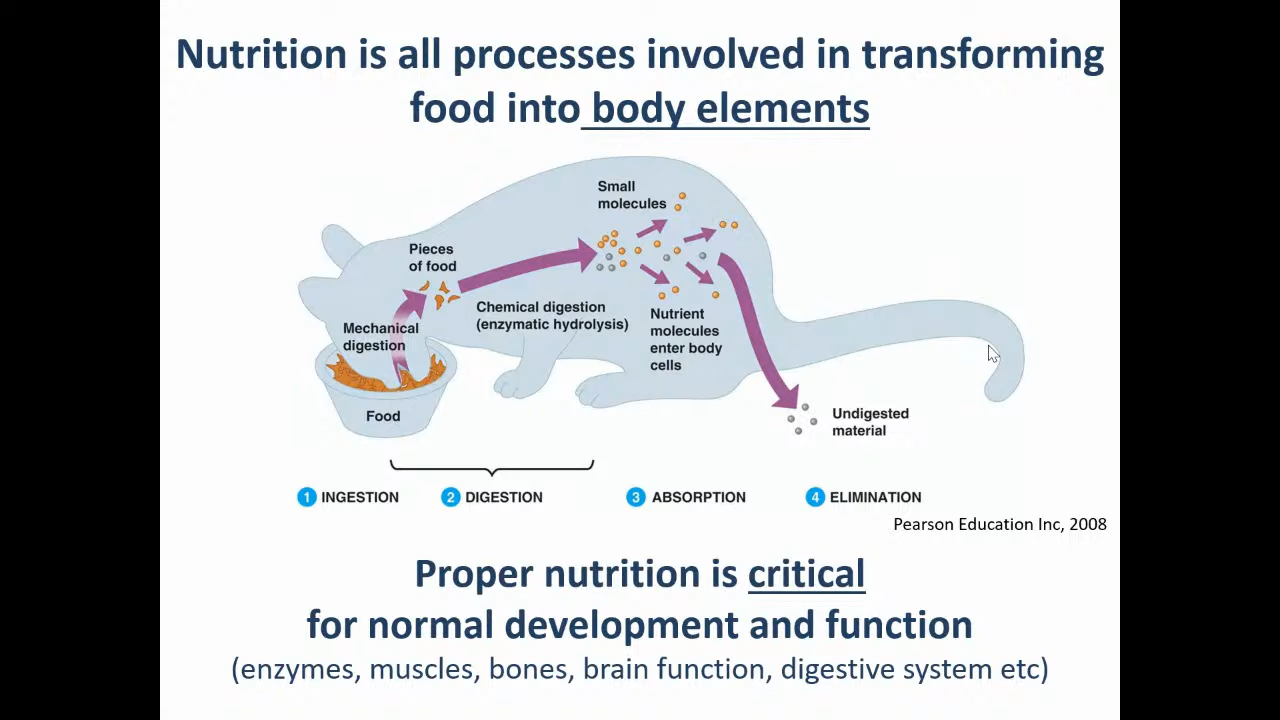 Nutrition is all processes involved in transforming
food into body elements
Small
molecules
Pieces
of food
Chemical digestion
(enzymatic hydrolysis)
Mechanical
digestion
Nutrient
molecules
enter body
cells
Food
Undigested
material
1 INGESTION
2 DIGESTION
3 ABSORPTION
4 ELIMINATION
Pearson Education Inc, 2008
Proper nutrition is critical
for normal development and function
(enzymes, muscles, bones, brain function, digestive system etc)